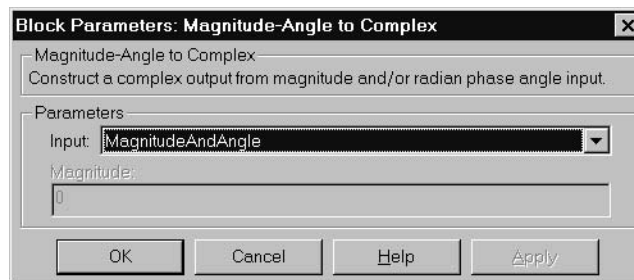 Block Parameters: Magnitude-Angle to Complex
Magnitude-Angle to Complex
Construct a complex output from magnitude and/or radian phase angle input.
Parameters
Input: MagnitudeAndAngle
Magnitude:
0
OK Cancel Help Apply